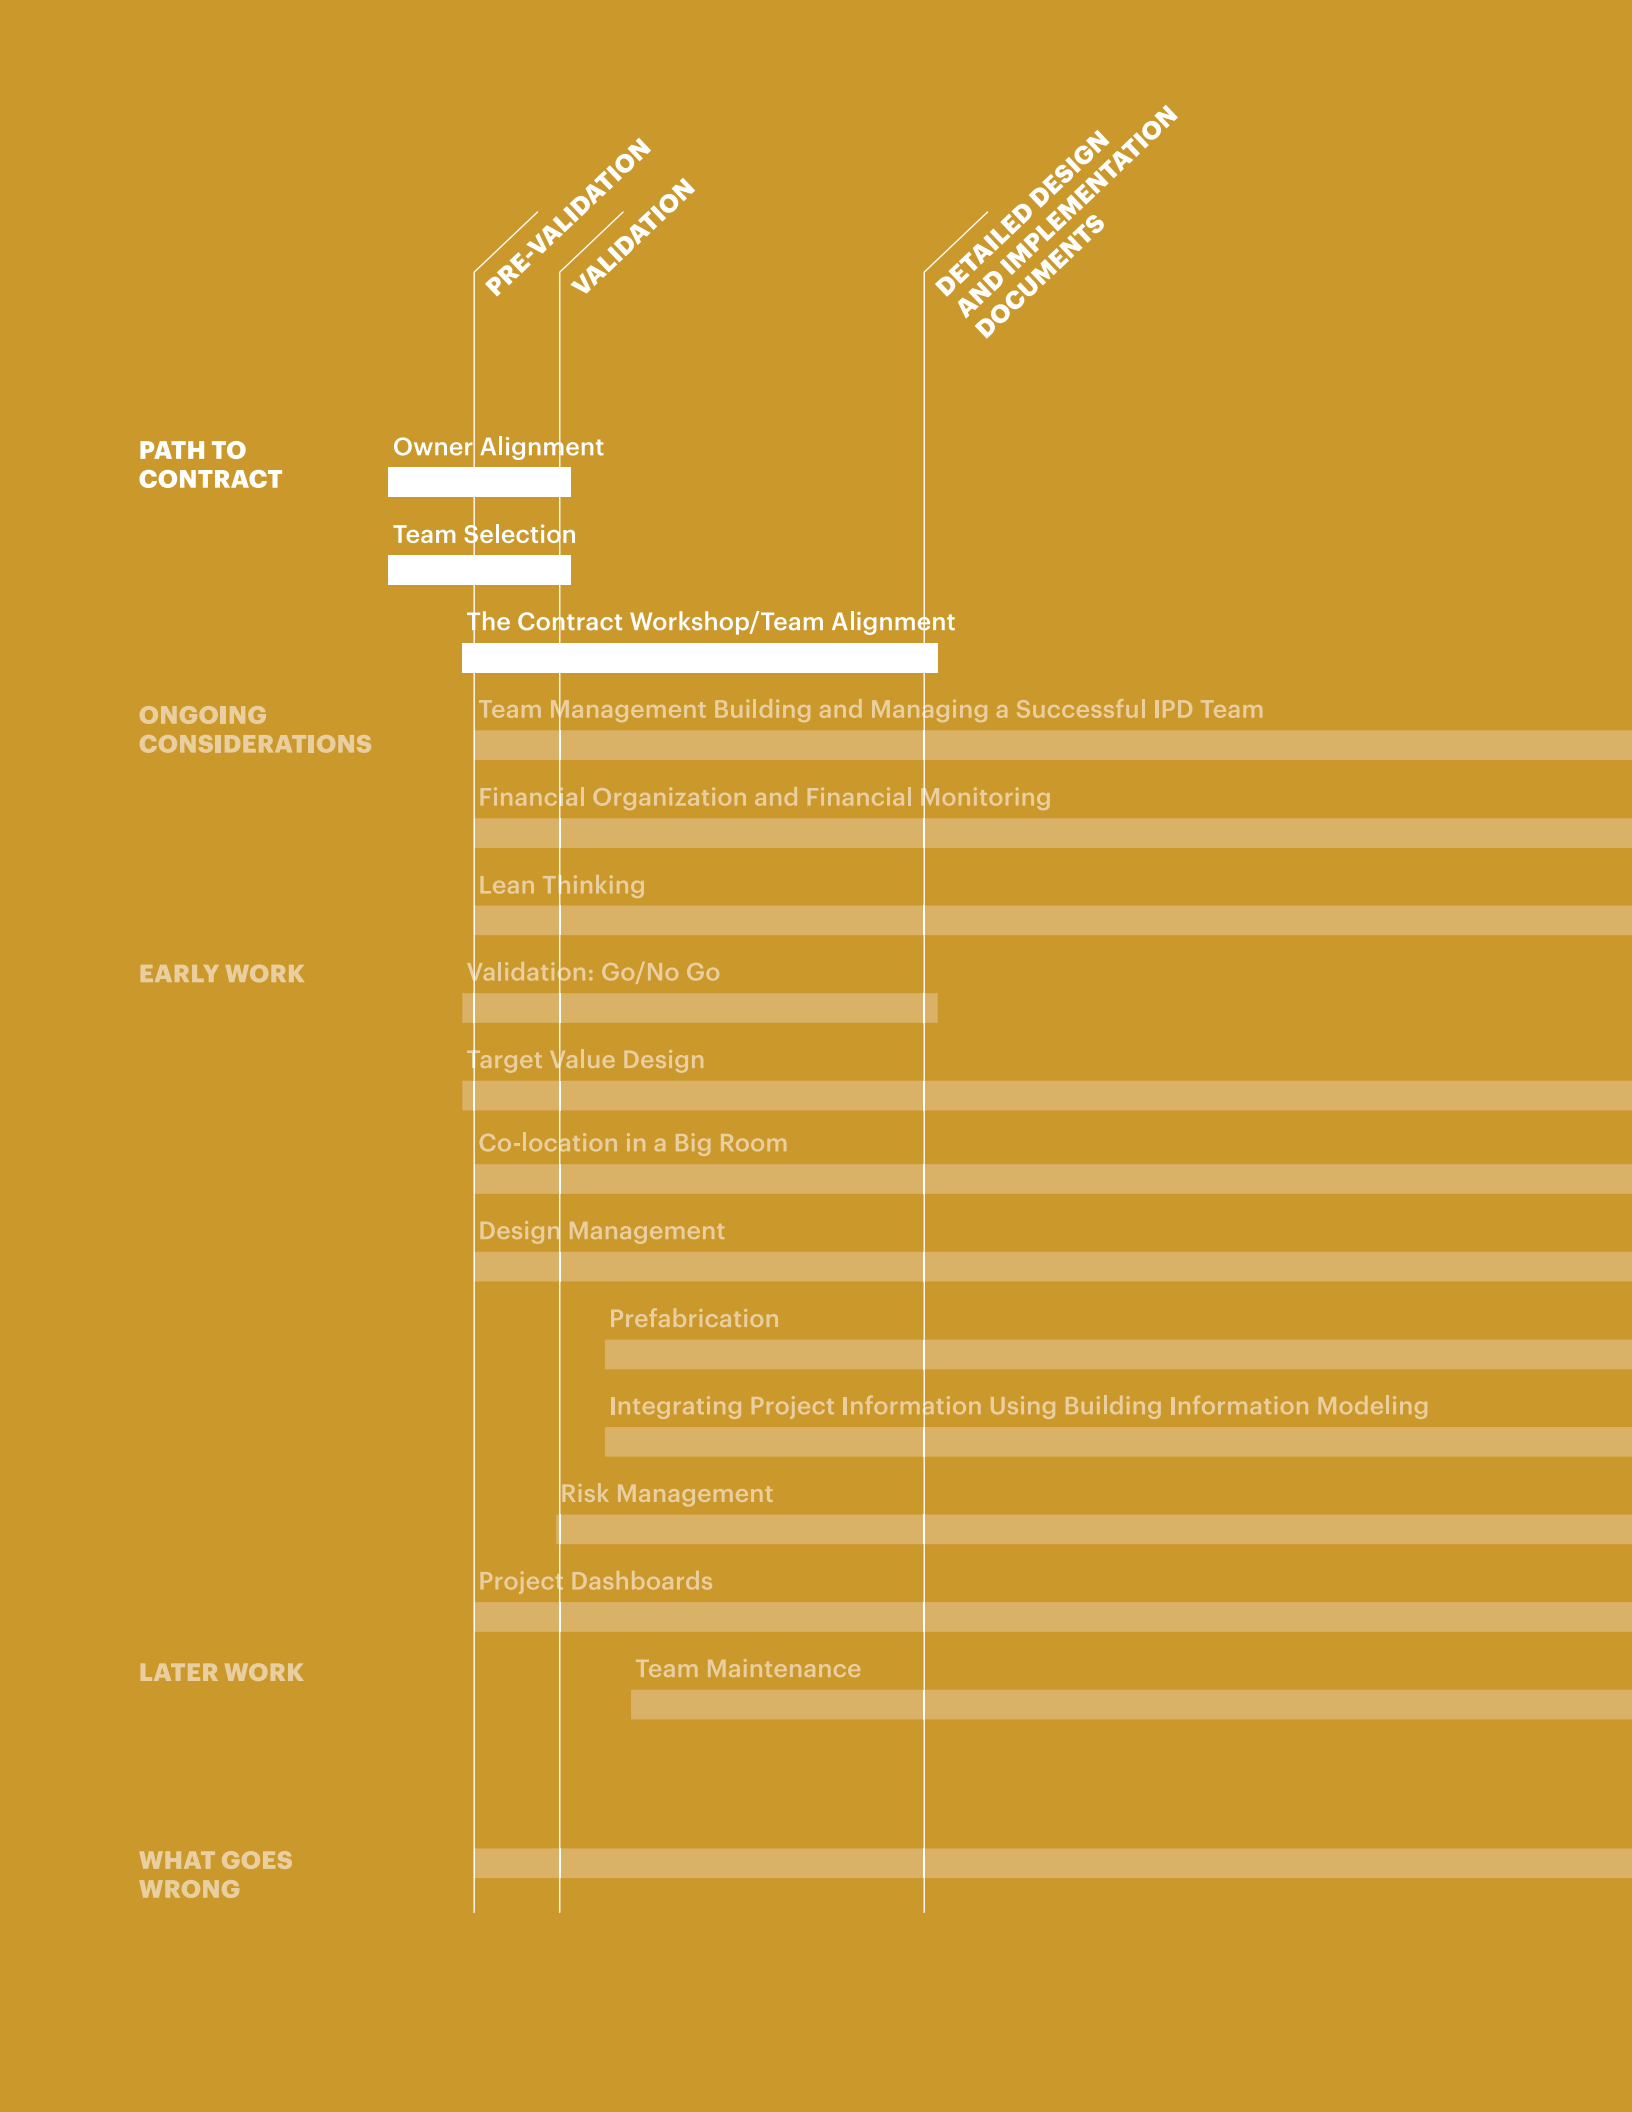 PRE-VALIDATION
VALIDATION
DETAILED DESIGN
AND IMPLEMENTATION
DOCUMENTS
PATH TO
CONTRACT
Owner Alignment
Team Selection
The Contract Workshop/Team Alignment
ONGOING
CONSIDERATIONS
Team Management Building and Managing a Successful IPD Team
Financial Organization and Financial Monitoring
Lean Thinking
EARLY WORK
Validation: Go/No Go
Target Value Design
Co-location in a Big Room
Design Management
Prefabrication
Integrating Project Information Using Building Information Modeling
Risk Management
Project Dashboards
LATER WORK
Team Maintenance
WHAT GOES
WRONG